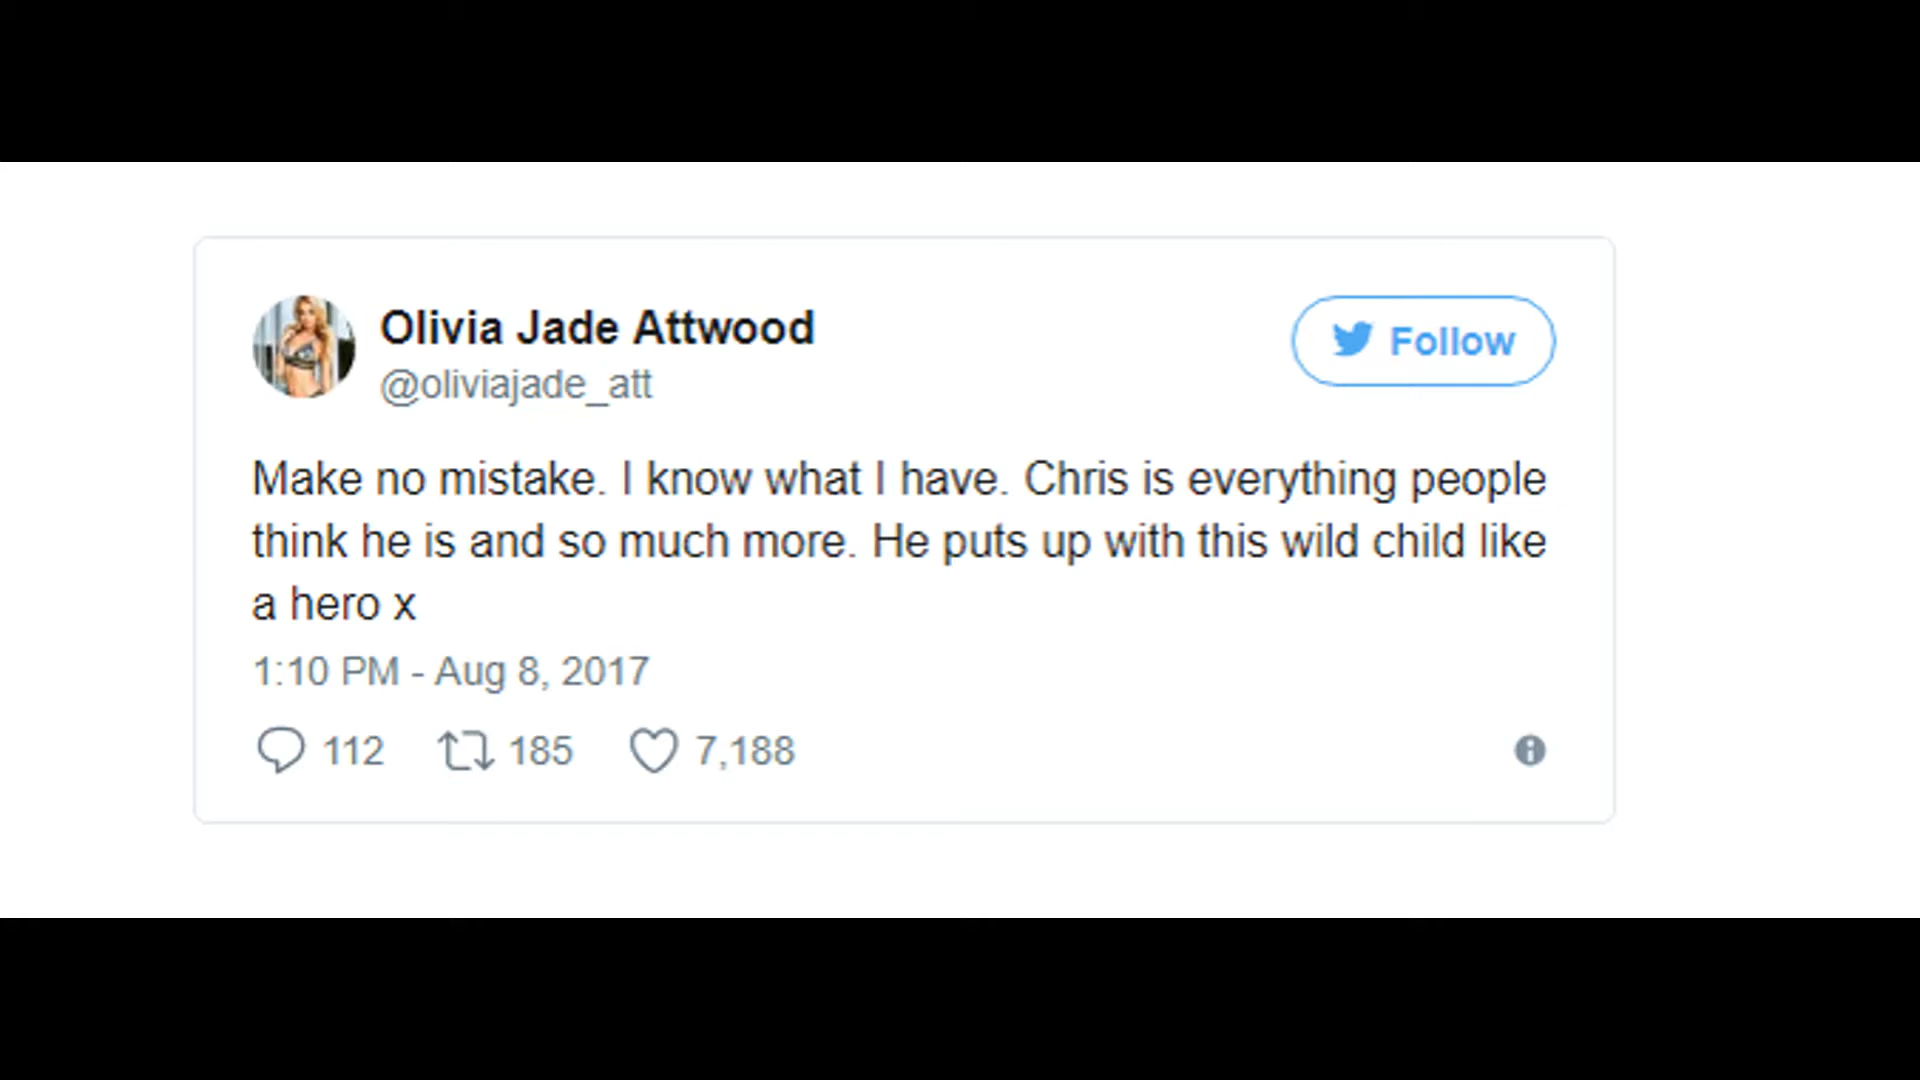 Olivia Jade Attwood
@oliviajade_att
Follow
Make no mistake. I know what I have. Chris is everything people
think he is and so much more. He puts up with this wild child like
a hero x
1:10 PM - Aug 8, 2017
112 185 7,188